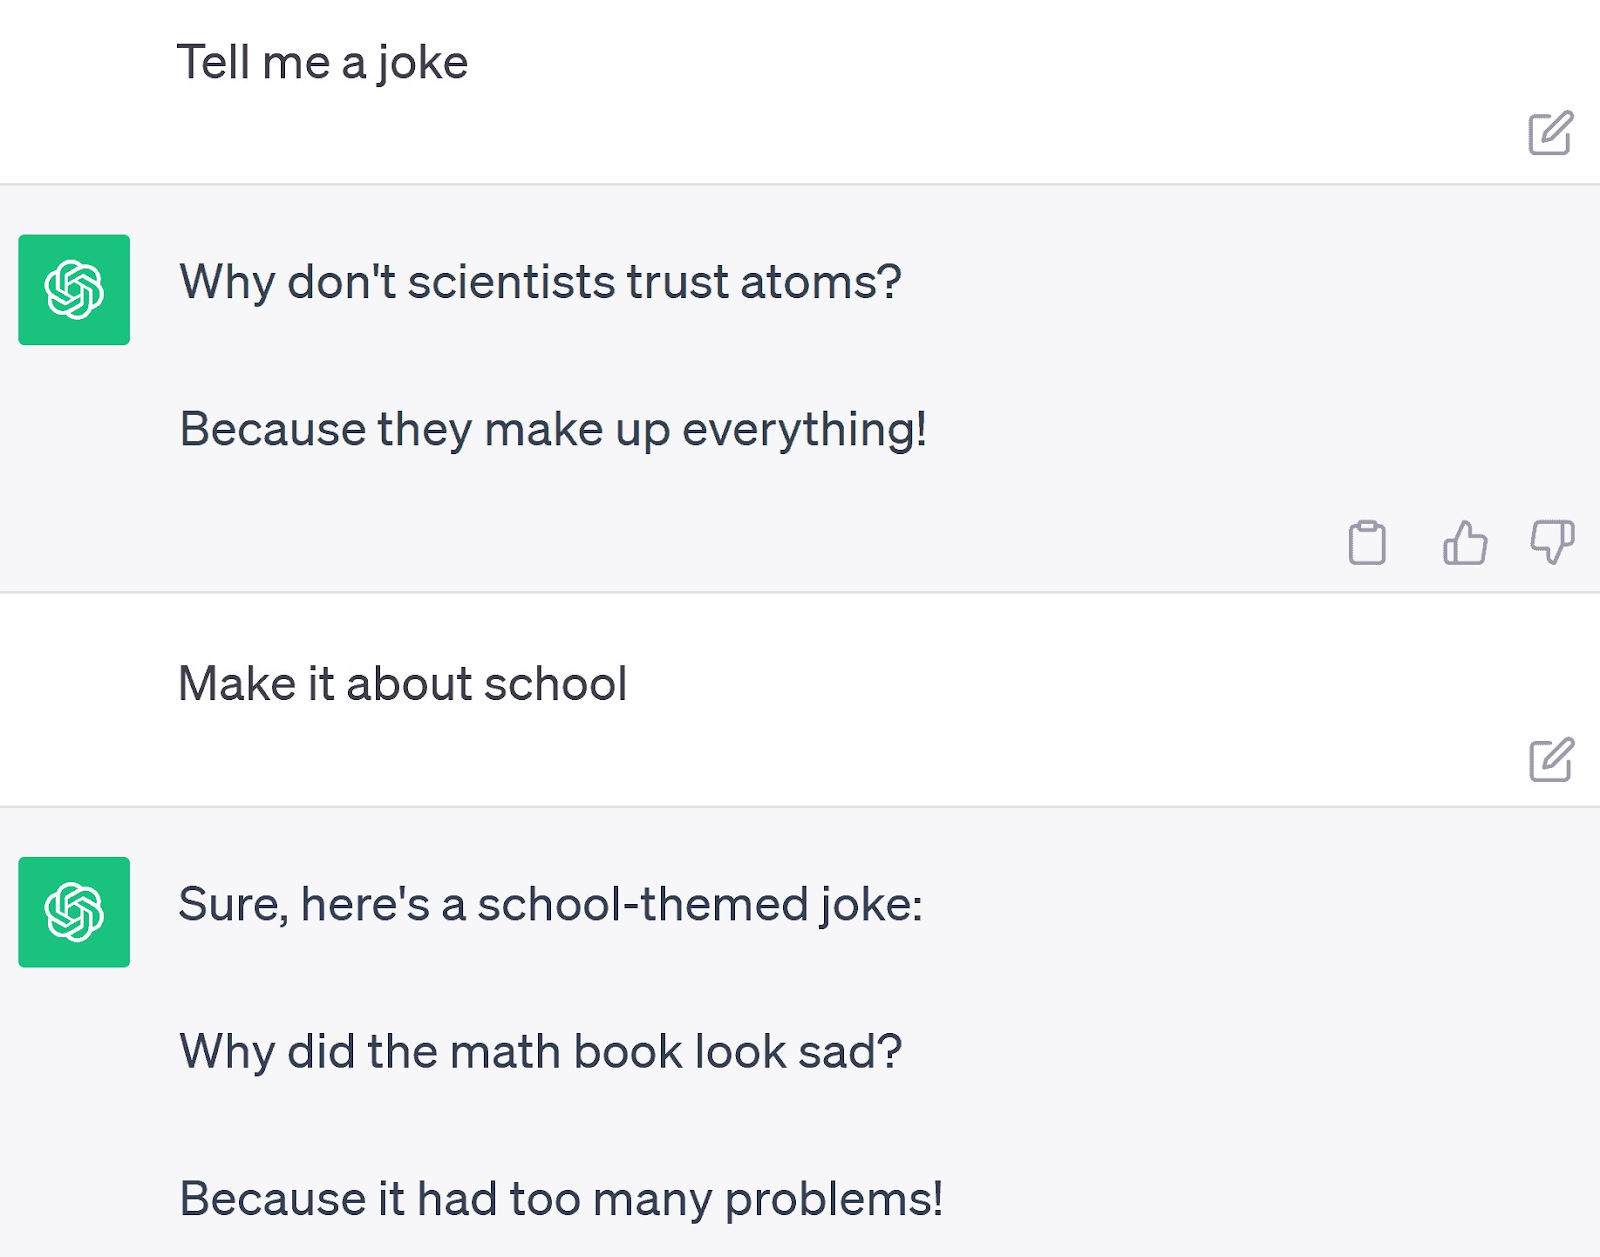 Tell me a joke
Why don't scientists trust atoms?
Because they make up everything!
Make it about school
Sure, here's a school-themed joke:
Why did the math book look sad?
Because it had too many problems!